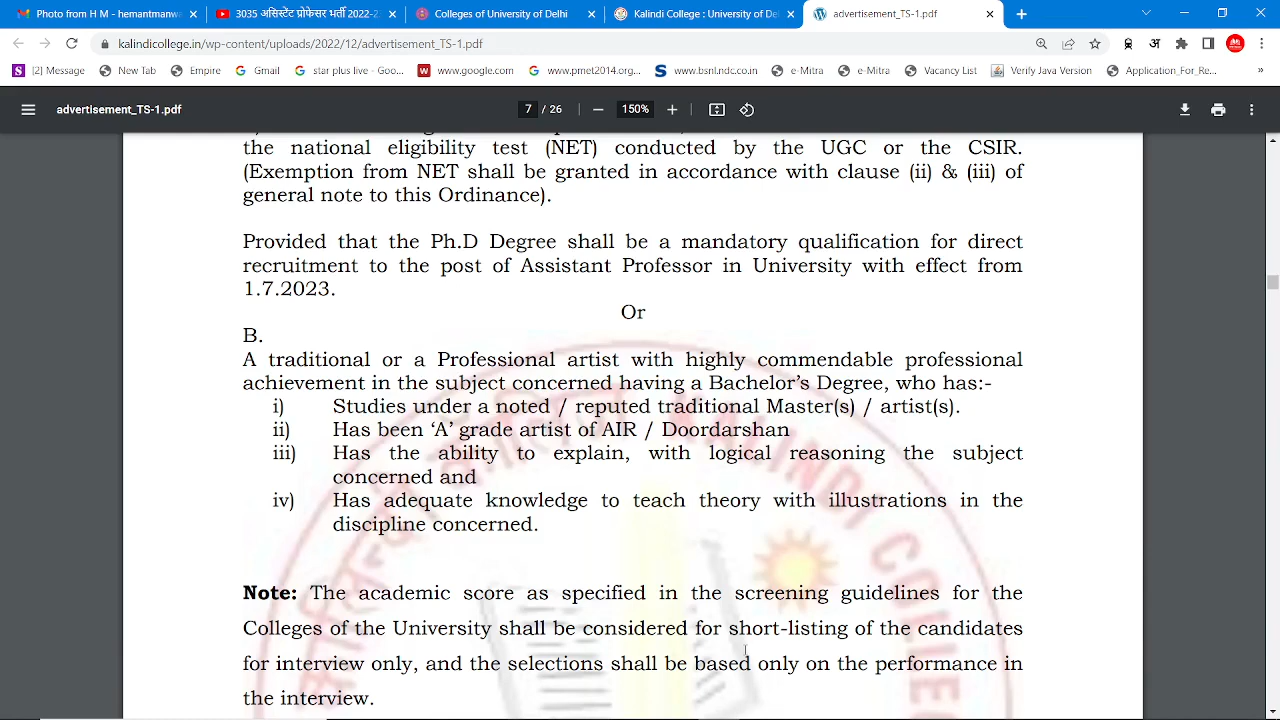 Photo from H M - hemantmanw
3035 असिस्टेंट प्रोफेसर भर्ती 2022-2
Colleges of University of Delhi
Kalindi College : University of Del
advertisement_TS-1.pdf
kalindicollege.in/wp-content/uploads/2022/12/advertisement_TS-1.pdf
अ
[2] Message
New Tab
Empire
Gmail
star plus live - Goo...
www.google.com
www.pmet2014.org...
www.bsnlrdc.co.in
e-Mitra
e-Mitra
Vacancy List
Verify Java Version
Application_For_Re...
»
advertisement_TS-1.pdf
7 / 26
150%
the national eligibility test (NET) conducted by the UGC or the CSIR.
(Exemption from NET shall be granted in accordance with clause (ii) & (iii) of
general note to this Ordinance).
Provided that the Ph.D Degree shall be a mandatory qualification for direct
recruitment to the post of Assistant Professor in University with effect from
1.7.2023.
Or
B.
A traditional or a Professional artist with highly commendable professional
achievement in the subject concerned having a Bachelor's Degree, who has:-
i) Studies under a noted / reputed traditional Master(s) / artist(s).
ii) Has been 'A' grade artist of AIR / Doordarshan
iii) Has the ability to explain, with logical reasoning the subject
concerned and
iv) Has adequate knowledge to teach theory with illustrations in the
discipline concerned.
Note: The academic score as specified in the screening guidelines for the
Colleges of the University shall be considered for short-listing of the candidates
for interview only, and the selections shall be based only on the performance in
the interview.
KALINDI COLLEGE